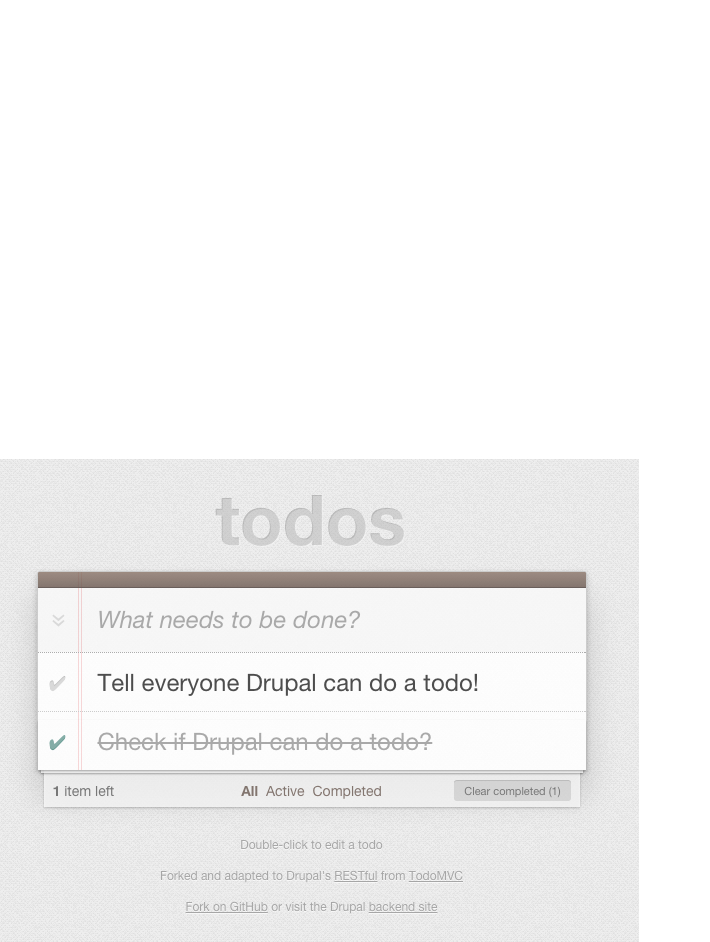 todos
What needs to be done?
Tell everyone Drupal can do a todo!
Check if Drupal can do a todo?
1 item left All Active Completed Clear completed (1)
Double-click to edit a todo
Forked and adapted to Drupal's RESTful from TodoMVC
Fork on GitHub or visit the Drupal backend site